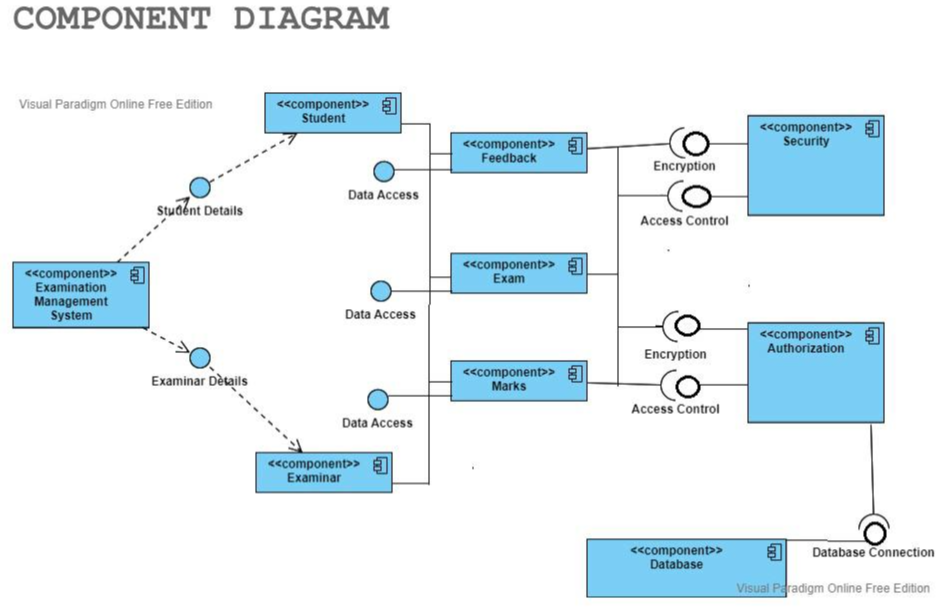 COMPONENT DIAGRAM
Visual Paradigm Online Free Edition
<<component>>
Student
Student Details
<<component>>
Examination
Management
System
Examinar Details
<<component>>
Examinar
Data Access
<<component>>
Feedback
Data Access
<<component>>
Exam
Data Access
<<component>>
Marks
Encryption
Access Control
<<component>>
Security
Encryption
Access Control
<<component>>
Authorization
Database Connection
<<component>>
Database
Visual Paradigm Online Free Edition